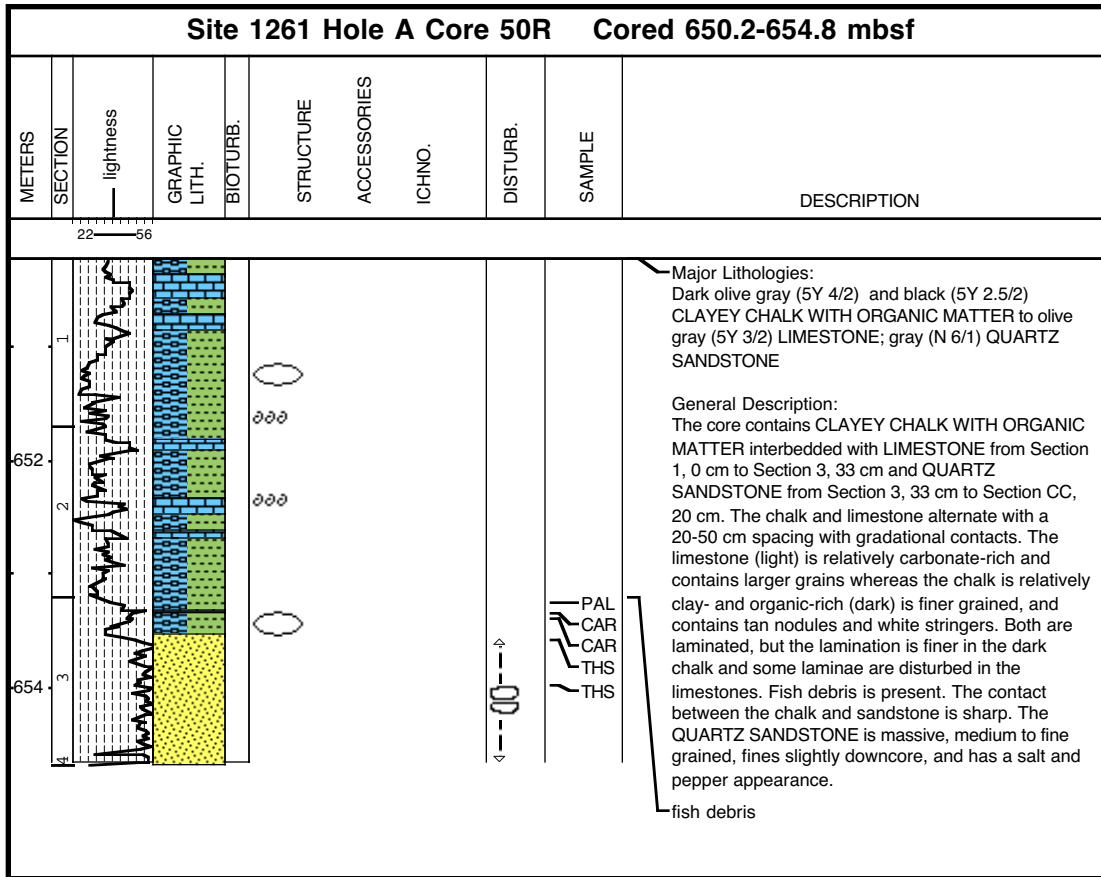 Site 1261 Hole A Core 50R Cored 650.2-654.8 mbsf
METERS
SECTION
lightness
GRAPHIC
LITH.
BIOTURB.
STRUCTURE
ACCESSORIES
ICHNO.
DISTURB.
SAMPLE
DESCRIPTION
22 56
1
652
2
654
3
4
PAL
CAR
CAR
THS
THS
Major Lithologies:
Dark olive gray (5Y 4/2) and black (5Y 2.5/2)
CLAYEY CHALK WITH ORGANIC MATTER to olive
gray (5Y 3/2) LIMESTONE; gray (N 6/1) QUARTZ
SANDSTONE
General Description:
The core contains CLAYEY CHALK WITH ORGANIC
MATTER interbedded with LIMESTONE from Section
1, 0 cm to Section 3, 33 cm and QUARTZ
SANDSTONE from Section 3, 33 cm to Section CC,
20 cm. The chalk and limestone alternate with a
20-50 cm spacing with gradational contacts. The
limestone (light) is relatively carbonate-rich and
contains larger grains whereas the chalk is relatively
clay- and organic-rich (dark) is finer grained, and
contains tan nodules and white stringers. Both are
laminated, but the lamination is finer in the dark
chalk and some laminae are disturbed in the
limestones. Fish debris is present. The contact
between the chalk and sandstone is sharp. The
QUARTZ SANDSTONE is massive, medium to fine
grained, fines slightly downcore, and has a salt and
pepper appearance.
fish debris